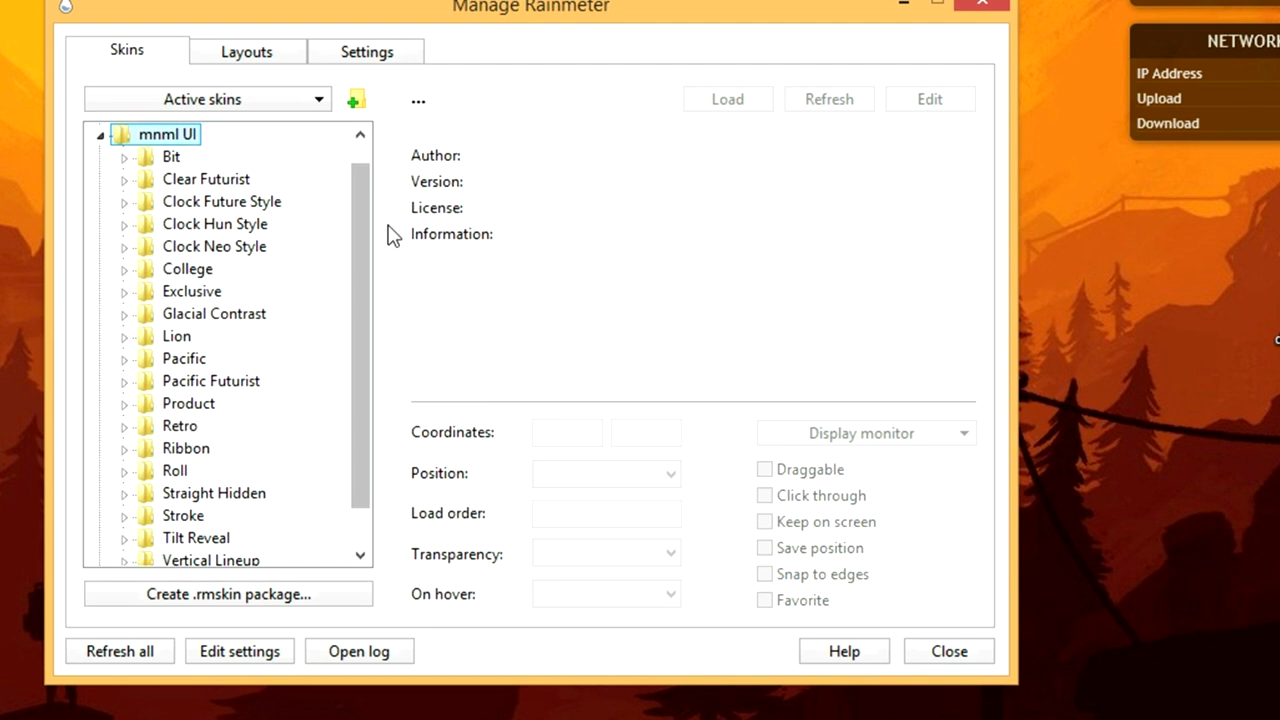 Manage Rainmeter
Skins
Layouts
Settings
Active skins
...
Load
Refresh
Edit
mnml UI
Bit
Clear Futurist
Clock Future Style
Clock Hun Style
Clock Neo Style
College
Exclusive
Glacial Contrast
Lion
Pacific
Pacific Futurist
Product
Retro
Ribbon
Roll
Straight Hidden
Stroke
Tilt Reveal
Vertical Lineup
Author:
Version:
License:
Information:
Coordinates:
Display monitor
Position:
Load order:
Transparency:
On hover:
Draggable
Click through
Keep on screen
Save position
Snap to edges
Favorite
Create .rmskin package...
Refresh all
Edit settings
Open log
Help
Close
NETWORK
IP Address
Upload
Download